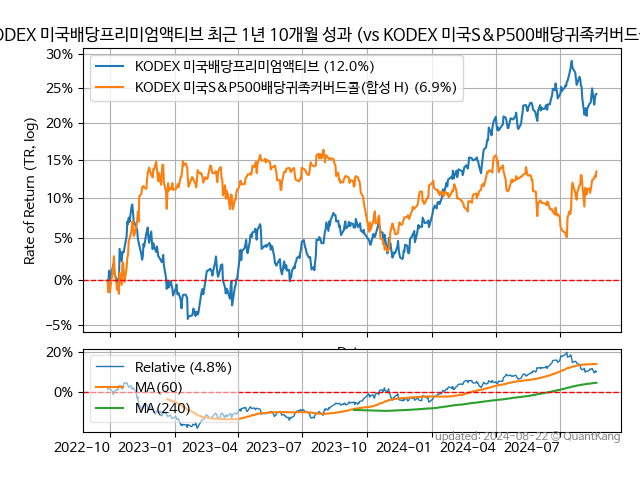 ODEX 미국배당프리미엄액티브 최근 1년 10개월 성과 (vs KODEX 미국S&P500배당귀족커버드
KODEX 미국배당프리미엄액티브 (12.0%)
KODEX 미국S&P500배당귀족커버드콜(합성 H) (6.9%)
Rate of Return (TR, log)
30%
25%
20%
15%
10%
5%
0%
−5%
20%
0%
Relative (4.8%)
MA(60)
MA(240)
2022-10 2023-01 2023-04 2023-07 2023-10 2024-01 2024-04 2024-07
updated: 2024-08-22 © QuantKang